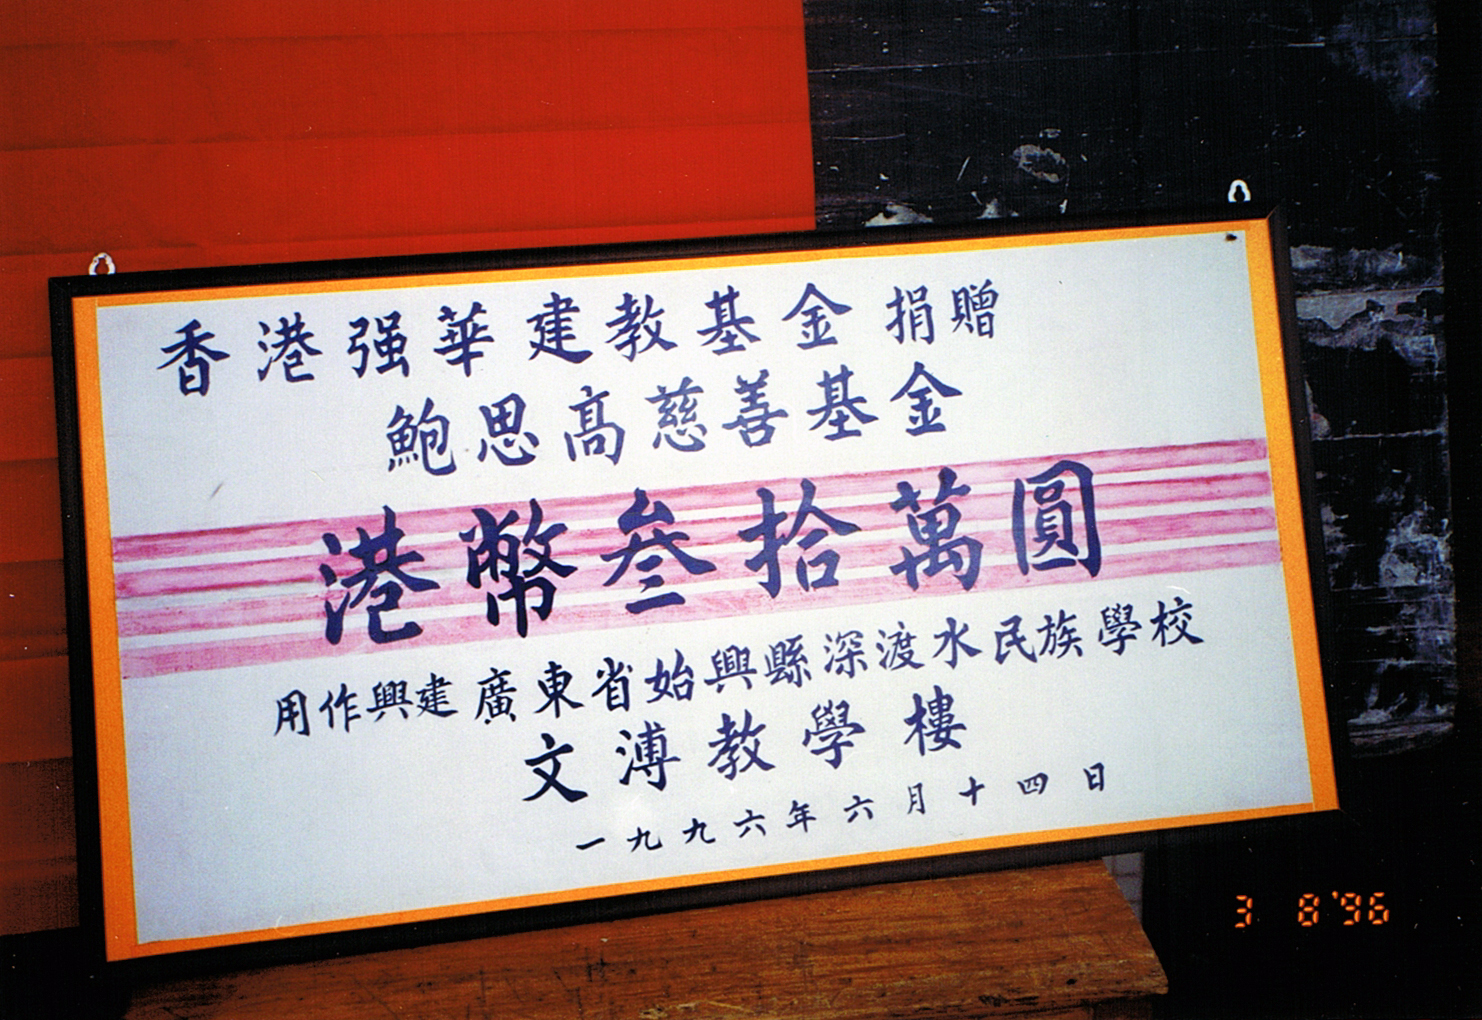 香港强華建教基金 捐贈
鮑思高慈善基金
港幣叁拾萬圓
用作興建廣東省始興縣深渡水民族學校
文溥教學樓
一九九六年六月十四日
3 8'96